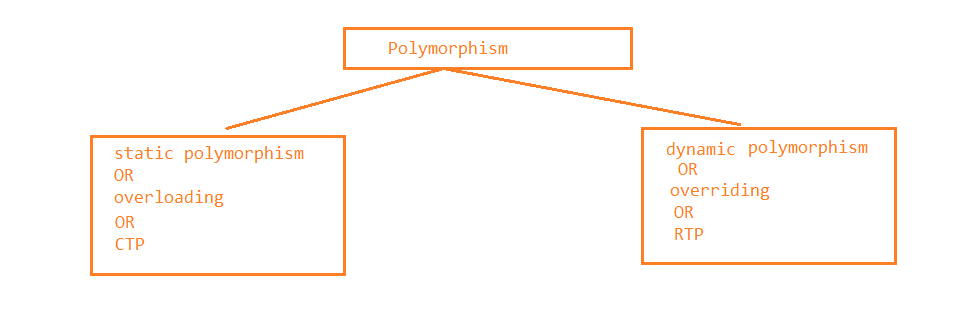 Polymorphism
static polymorphism
OR
overloading
OR
CTP
dynamic polymorphism
OR
overriding
OR
RTP